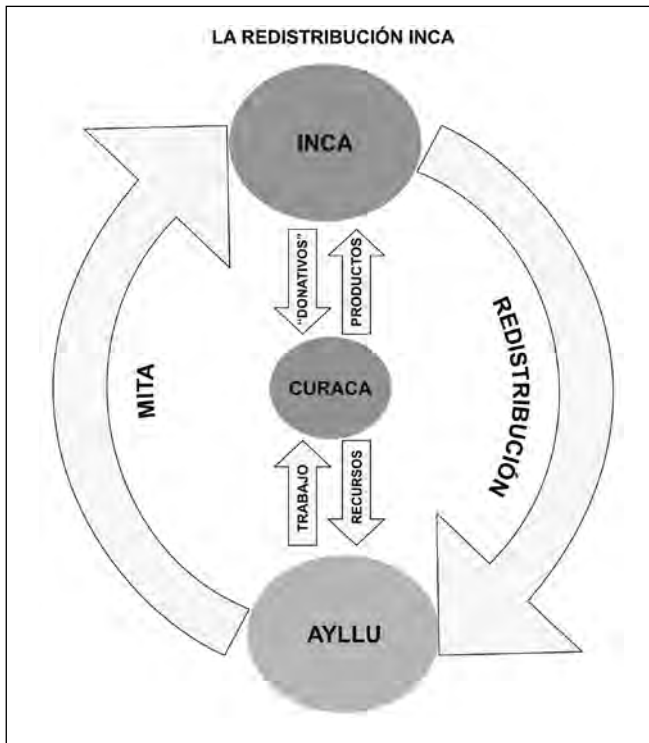 LA REDISTRIBUCIÓN INCA
INCA
"DONATIVOS"
PRODUCTOS
MITA
CURACA
REDISTRIBUCIÓN
TRABAJO
RECURSOS
AYLLU